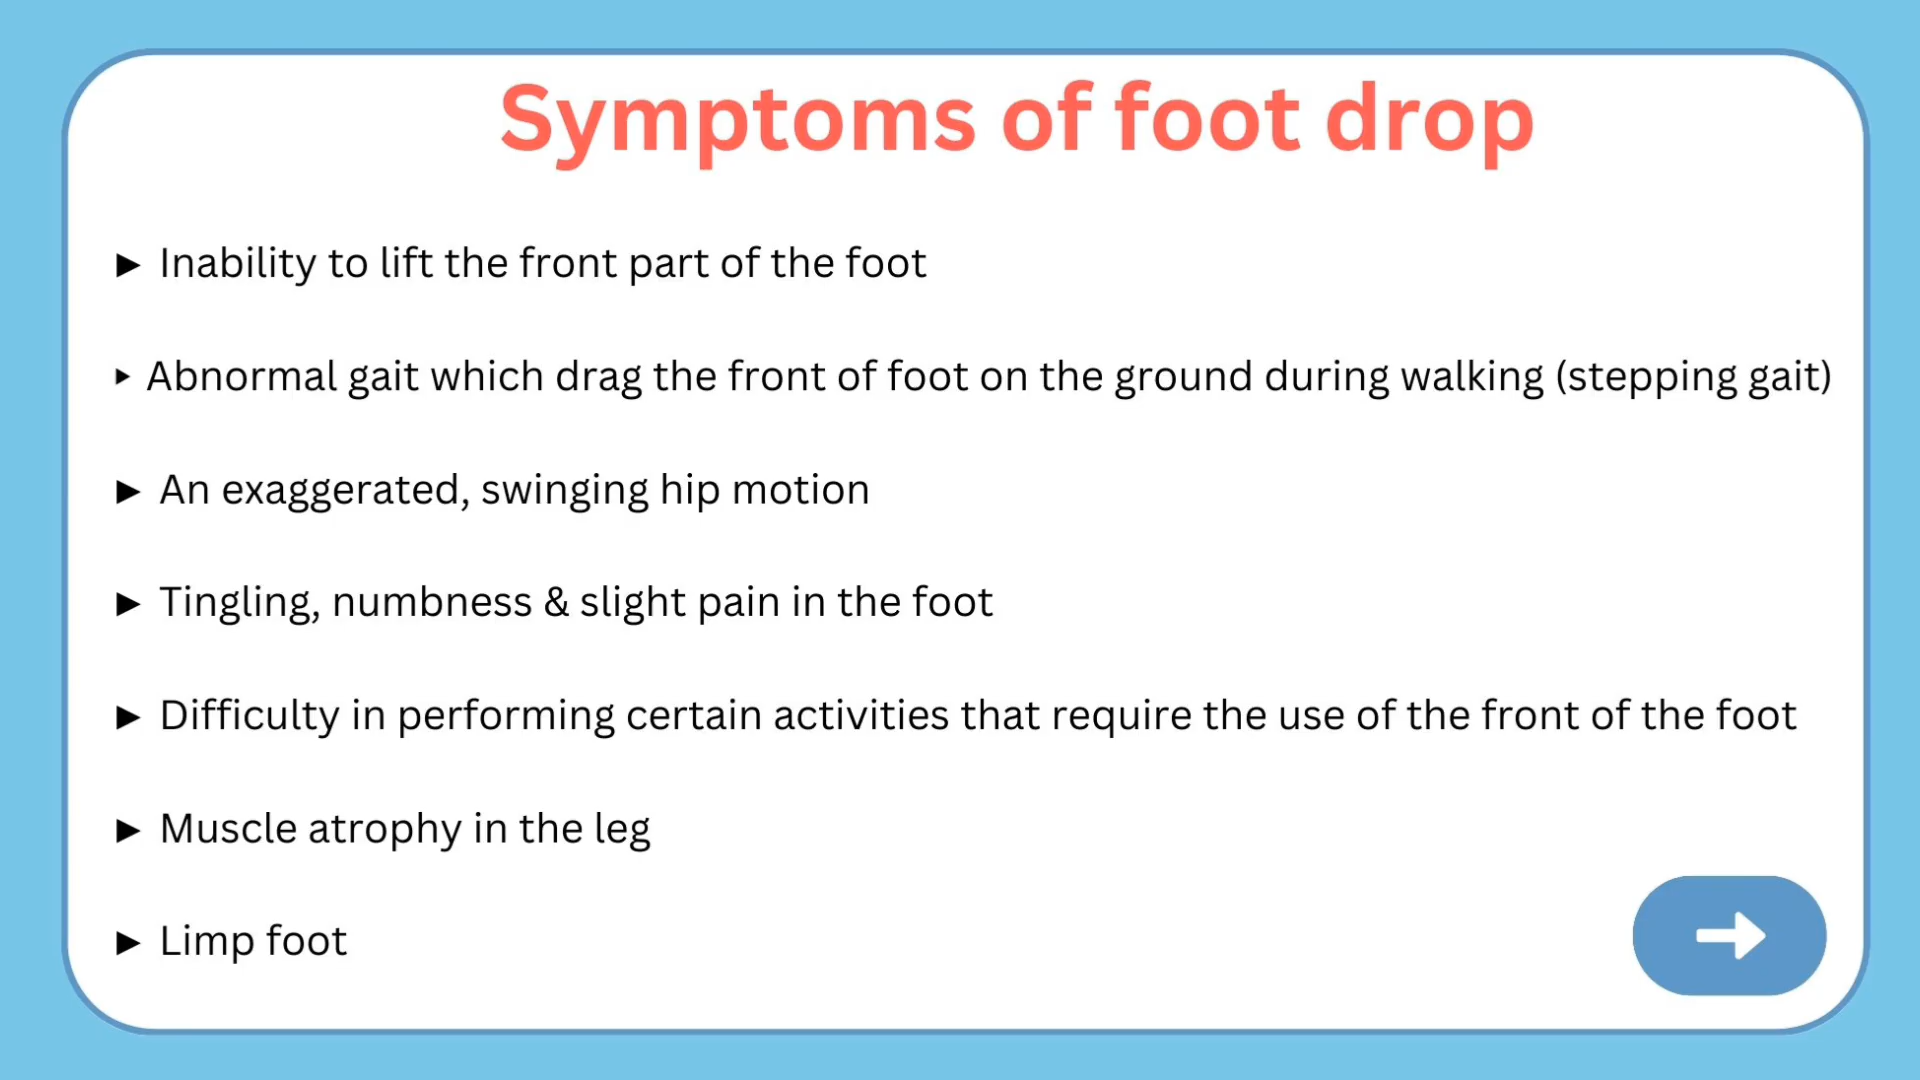 Symptoms of foot drop
► Inability to lift the front part of the foot
► Abnormal gait which drag the front of foot on the ground during walking (stepping gait)
► An exaggerated, swinging hip motion
► Tingling, numbness & slight pain in the foot
► Difficulty in performing certain activities that require the use of the front of the foot
► Muscle atrophy in the leg
► Limp foot